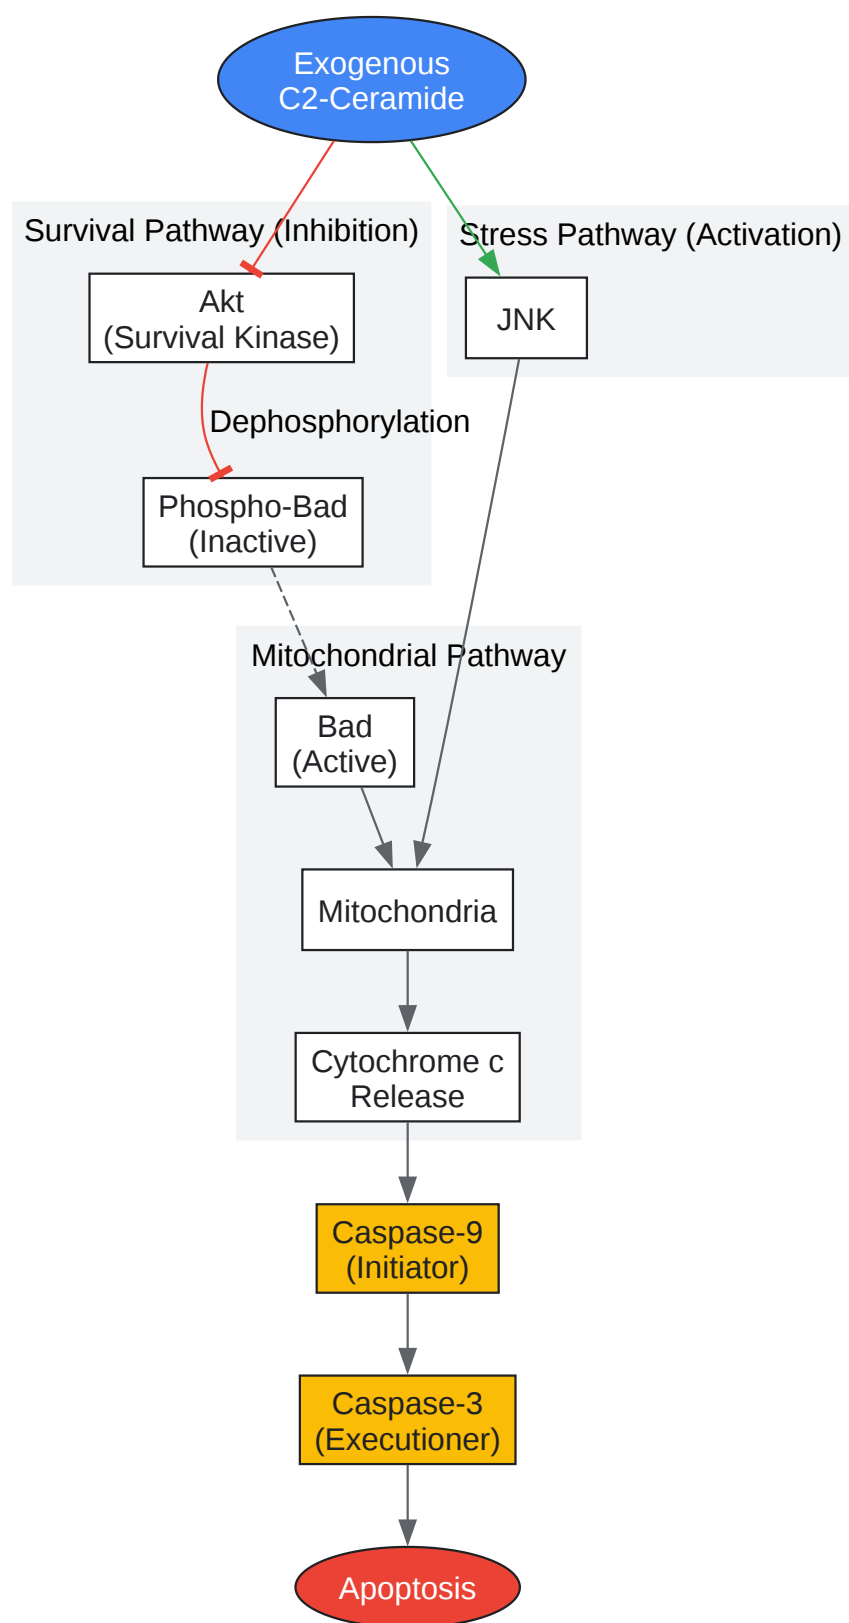 Exogenous
C2-Ceramide
Survival Pathway (Inhibition)
Stress Pathway (Activation)
Akt
(Survival Kinase)
JNK
Dephosphorylation
Phospho-Bad
(Inactive)
Mitochondrial Pathway
Bad
(Active)
Mitochondria
Cytochrome c
Release
Caspase-9
(Initiator)
Caspase-3
(Executioner)
Apoptosis